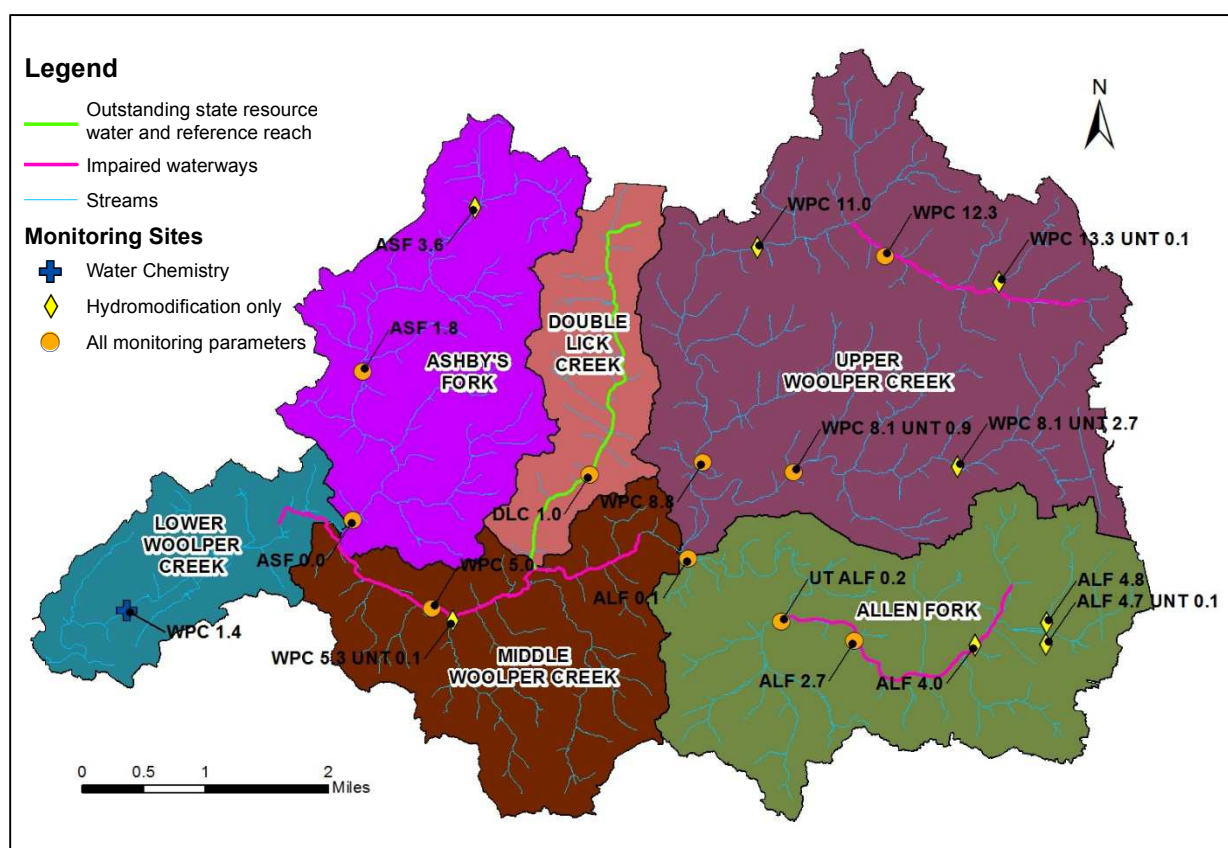 Legend
Outstanding state resource
water and reference reach
Impaired waterways
Streams
Monitoring Sites
Water Chemistry
Hydromodification only
All monitoring parameters
N
WPC 11.0
WPC 12.3
WPC 13.3 UNT 0.1
ASF 3.6
ASF 1.8
ASHBY'S
FORK
DOUBLE
LICK
CREEK
UPPER
WOOLPER CREEK
WPC 8.1 UNT 0.9
WPC 8.1 UNT 2.7
DLC 1.0
WPC 8.8
LOWER
WOOLPER
CREEK
ASF 0.0
WPC 5.0
ALF 0.1
UT ALF 0.2
ALLEN FORK
ALF 4.8
ALF 4.7 UNT 0.1
WPC 1.4
WPC 5.3 UNT 0.1
MIDDLE
WOOLPER CREEK
ALF 2.7
ALF 4.0
0 0.5 1 2
Miles